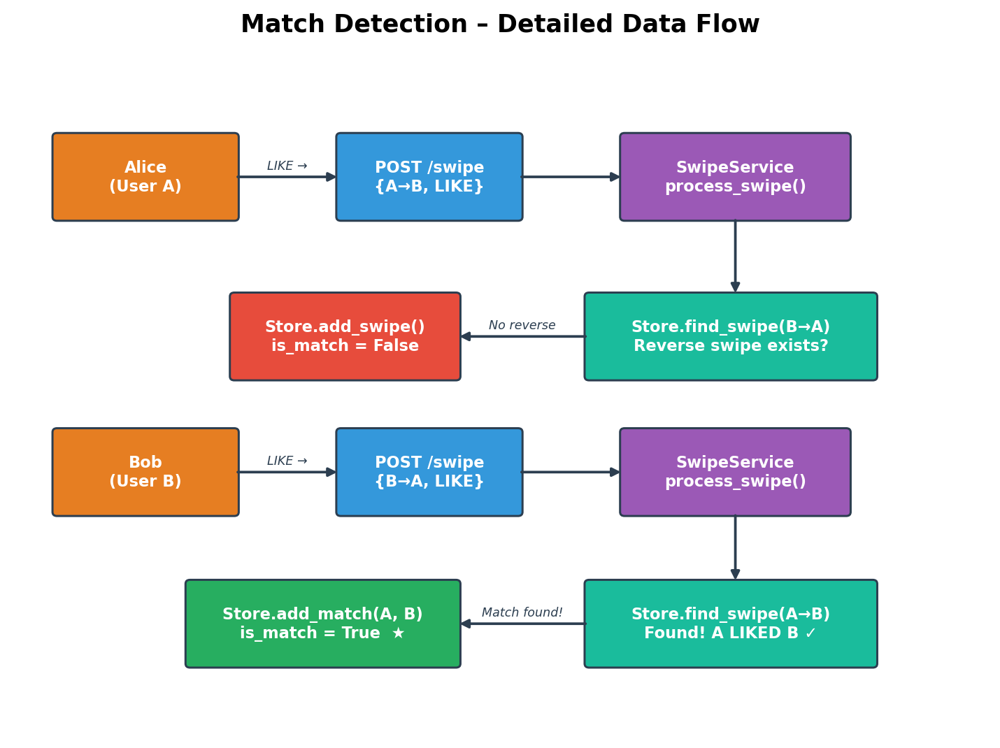 Match Detection – Detailed Data Flow
Alice
(User A)
LIKE →
POST /swipe
{A→B, LIKE}
SwipeService
process_swipe()
Store.add_swipe()
is_match = False
No reverse
Store.find_swipe(B→A)
Reverse swipe exists?
Bob
(User B)
LIKE →
POST /swipe
{B→A, LIKE}
SwipeService
process_swipe()
Store.add_match(A, B)
is_match = True ★
Match found!
Store.find_swipe(A→B)
Found! A LIKED B ✓